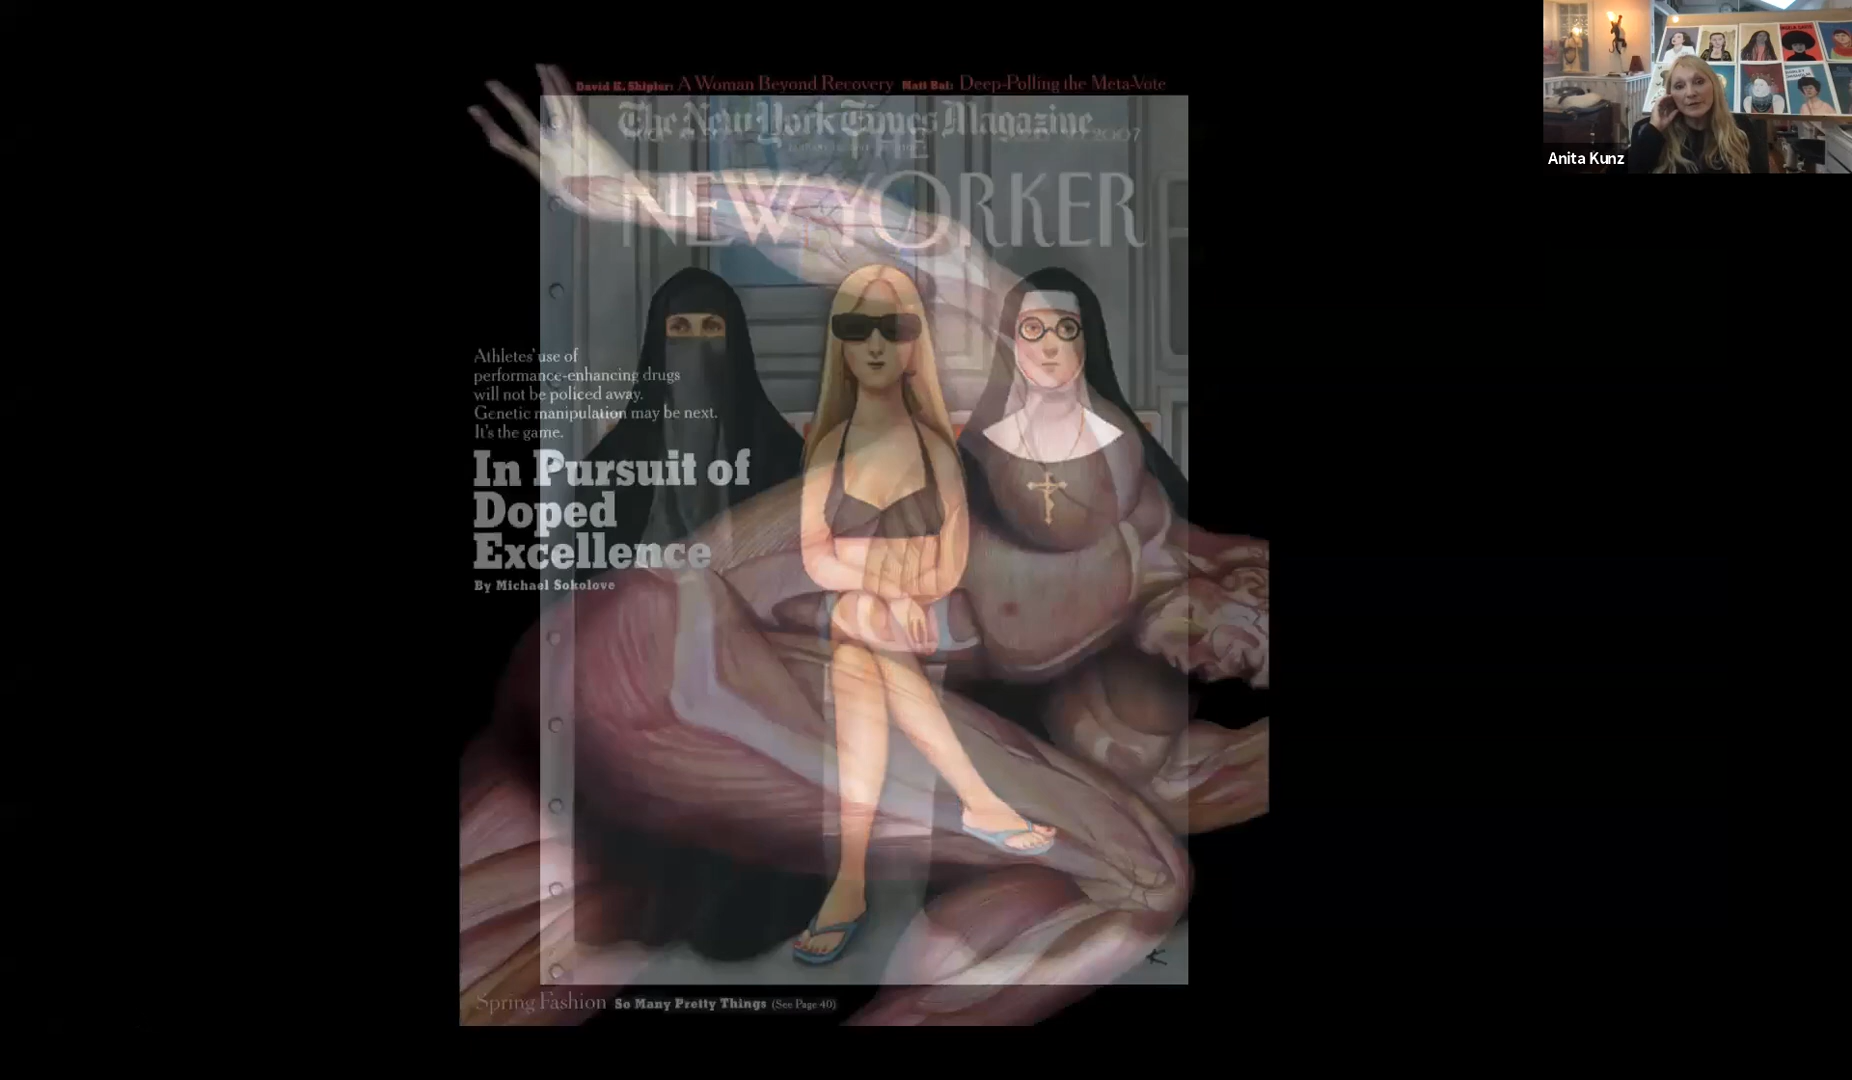 David K. Shipler: A Woman Beyond Recovery Matt Bai: Deep-Polling the Meta-Vote
The New York Times Magazine
2007
THE
NEW YORKER
Athletes' use of
performance-enhancing drugs
will not be policed away.
Genetic manipulation may be next.
It's the game.
In Pursuit of
Doped
Excellence
By Michael Sokolove
Spring Fashion So Many Pretty Things (See Page 40)
Anita Kunz